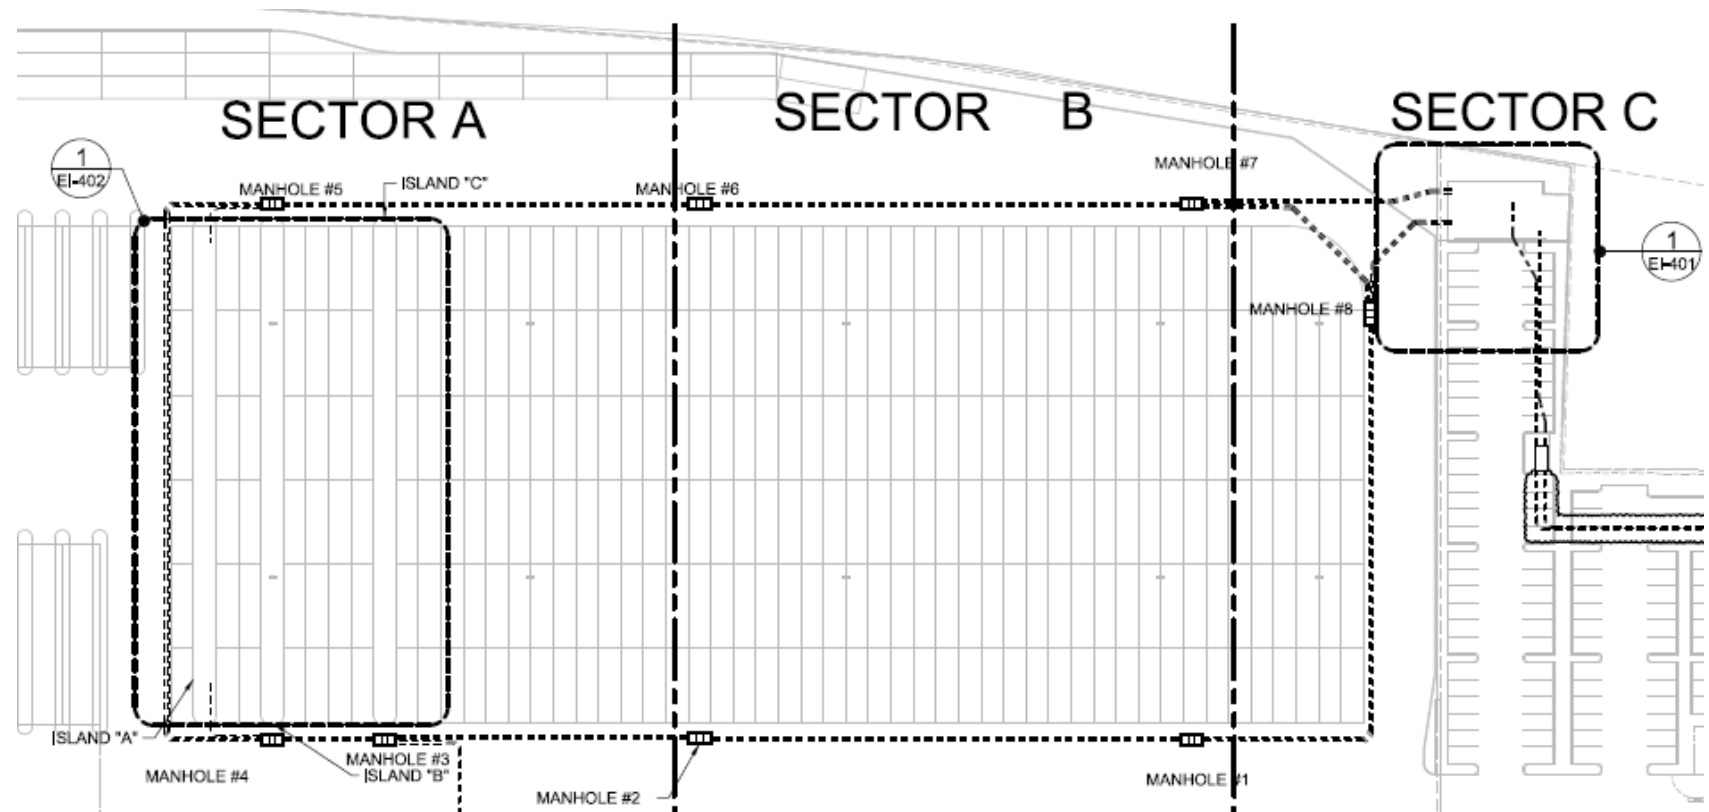 SECTOR A
SECTOR B
SECTOR C
1
EI-402
MANHOLE #5
ISLAND "C"
MANHOLE #6
MANHOLE #7
1
EI-401
MANHOLE #8
ISLAND "A"
MANHOLE #3
MANHOLE #4
ISLAND "B"
MANHOLE #2
MANHOLE #1